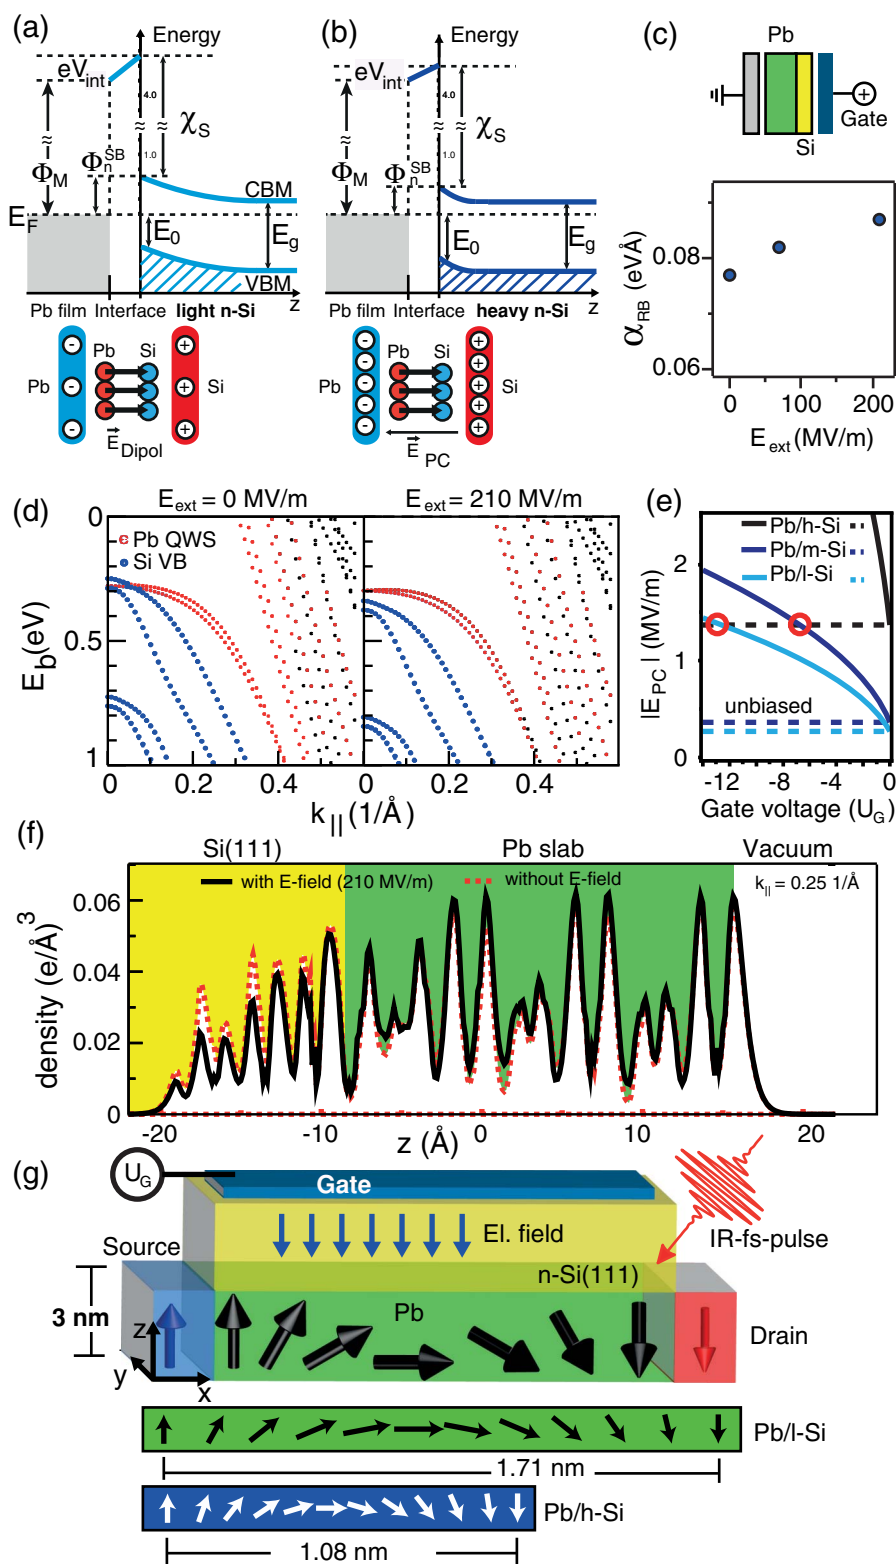 (a)
Energy
eV_int
4.0
χ_S
Φ_n^SB
1.0
Φ_M
CBM
E_F
E_0
E_g
VBM
z
Pb film Interface light n-Si
Pb
Pb Si
Si
- - -
+ + +
E_Dipol
(b)
Energy
eV_int
4.0
χ_S
Φ_n^SB
1.0
Φ_M
E_0
E_g
z
Pb film Interface heavy n-Si
Pb
Pb Si
Si
- - - - -
+ + + + +
E_PC
(c)
Pb
+
Gate
Si
α_RB (eVÅ)
0.08
0.06
0 100 200
E_ext (MV/m)
(d)
E_ext = 0 MV/m E_ext = 210 MV/m
Pb QWS
Si VB
0
0.5
1
E_b(eV)
0 0.2 0.4 0 0.2 0.4
k_||(1/Å)
(e)
Pb/h-Si
Pb/m-Si
Pb/l-Si
2
1
0
|E_PC| (MV/m)
unbiased
-12 -6 0
Gate voltage (U_G)
(f)
Si(111) Pb slab Vacuum
with E-field (210 MV/m) without E-field
k_|| = 0.25 1/Å
0.06
0.04
0.02
0
density (e/Å)^3
-20 -10 0 10 20
z (Å)
(g)
U_G
Gate
El. field
IR-fs-pulse
Source
n-Si(111)
3 nm
Pb
Drain
z
y
x
Pb/l-Si
1.71 nm
Pb/h-Si
1.08 nm